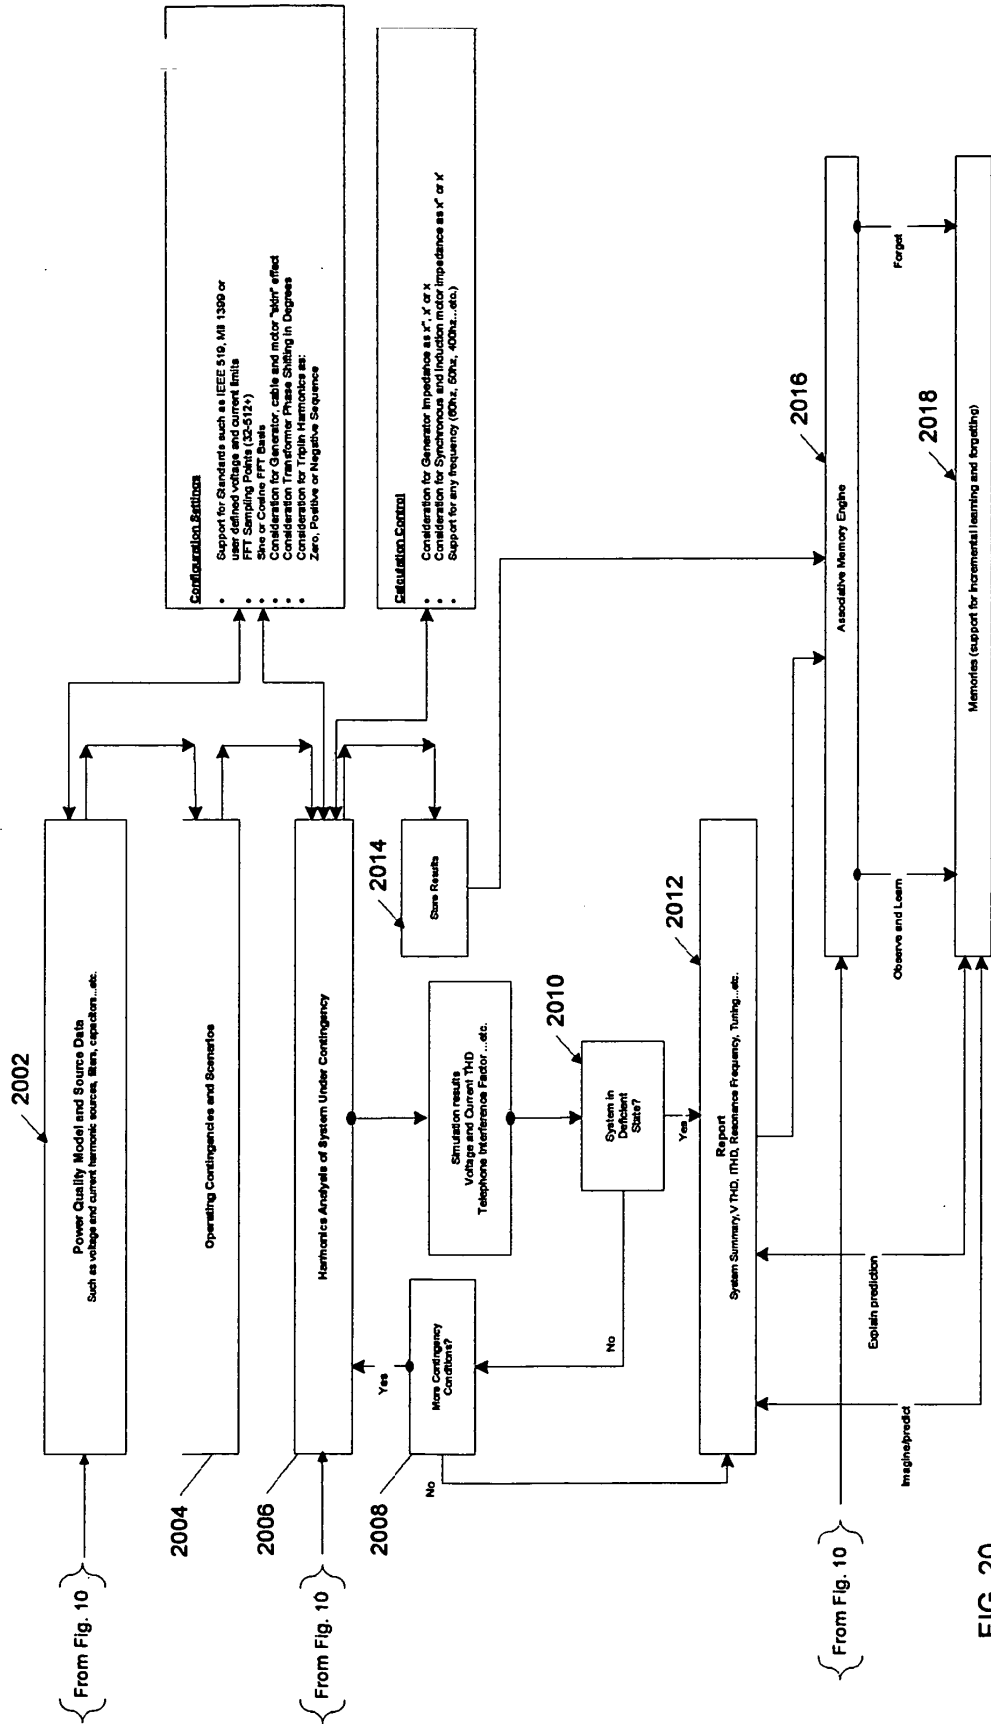 2002
Power Quality Model and Source Data
Such as voltage and current harmonic sources, filters, capacitors...etc.
{From Fig. 10}
2004
Operating Contingencies and Scenarios
2006
Harmonics Analysis of System Under Contingency
{From Fig. 10}
Configuration Settings
• Support for Standards such as IEEE 519, Mil 1399 or
user defined voltage and current limits
• FFT Sampling Points (32-512+)
• Sine or Cosine FFT Basis
• Consideration for Generator, cable and motor "skin" effect
• Consideration Transformer Phase Shifting in Degrees
• Consideration for Triplin Harmonics as:
Zero, Positive or Negative Sequence
Calculation Control
• Consideration for Generator Impedance as x", x' or x
• Consideration for Synchronous and Induction motor Impedance as x" or x'
• Support for any frequency (60hz, 50hz, 400hz...etc.)
2014
Store Results
Simulation results
Voltage and Current THD
Telephone Interference Factor ...etc.
2008
More Contingency
Conditions?
Yes
No
2010
System in
Deficient
State?
Yes
No
2012
Report
System Summary, V THD, ITHD, Resonance Frequency, Tuning...etc.
{From Fig. 10}
2016
Associative Memory Engine
Observe and Learn
Forget
Explain prediction
Imagine/predict
2018
Memories (support for incremental learning and forgetting)
FIG. 20